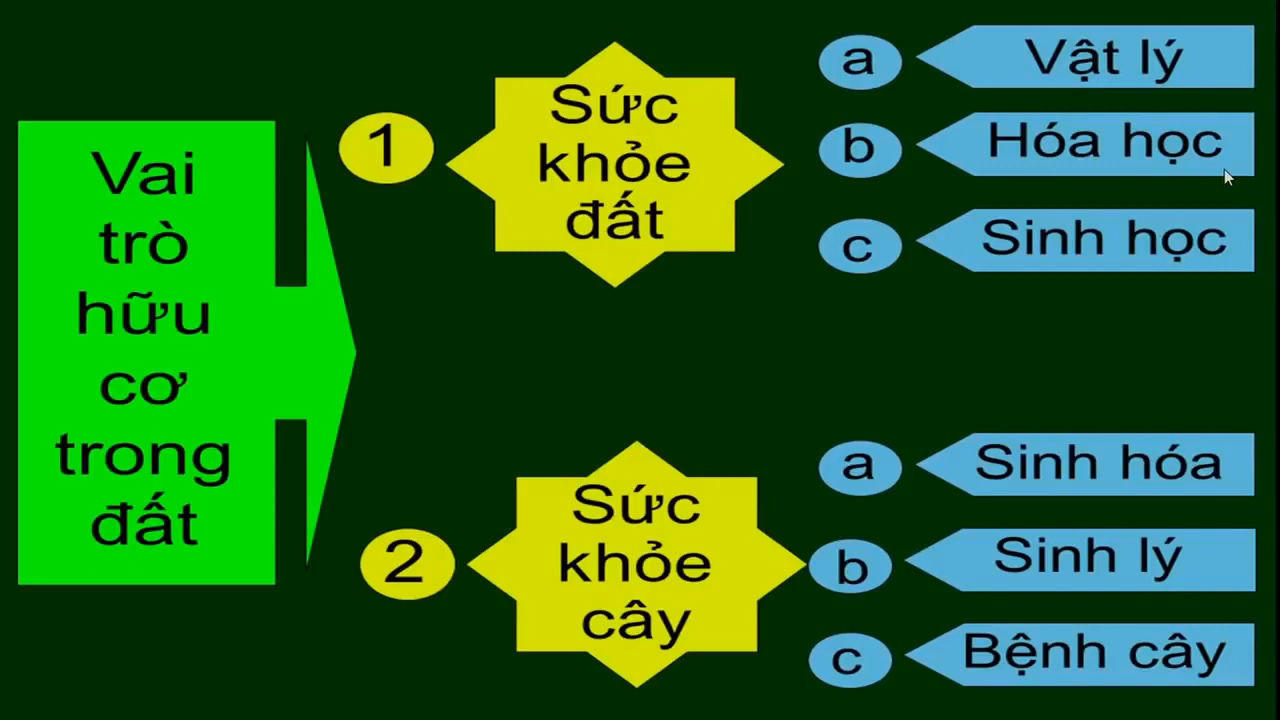 Vai
trò
hữu
cơ
trong
đất
1
Sức
khỏe
đất
a
Vật lý
b
Hóa học
c
Sinh học
2
Sức
khỏe
cây
a
Sinh hóa
b
Sinh lý
c
Bệnh cây